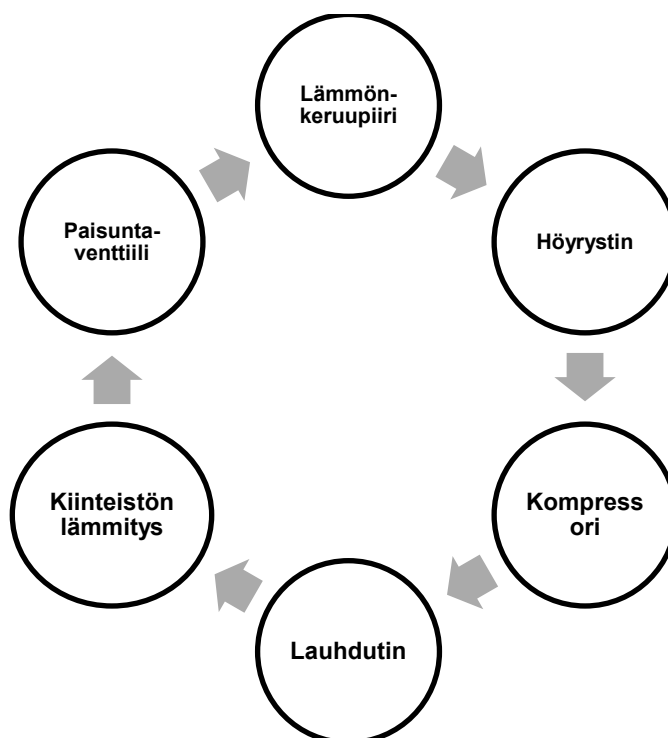 Lämmön-
keruupiiri
Höyrystin
Kompress
ori
Lauhdutin
Kiinteistön
lämmitys
Paisunta-
venttiili